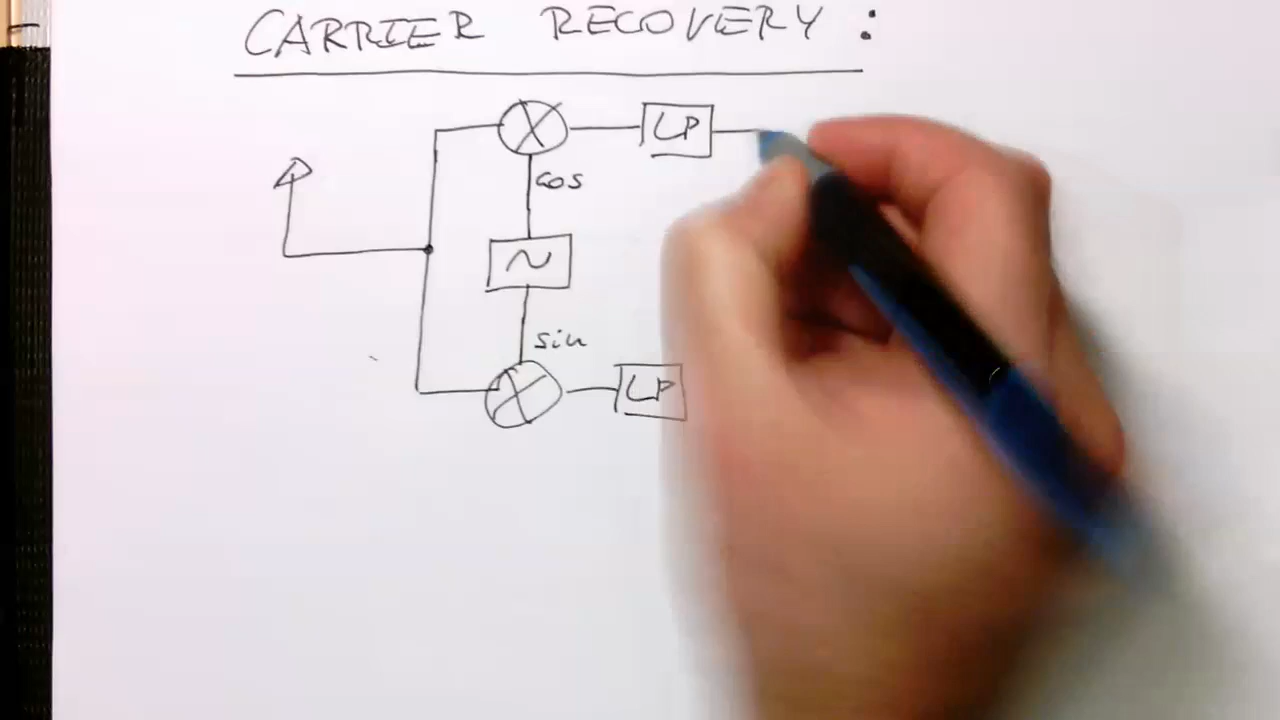 CARRIER RECOVERY :
LP
cos
~
sin
LP